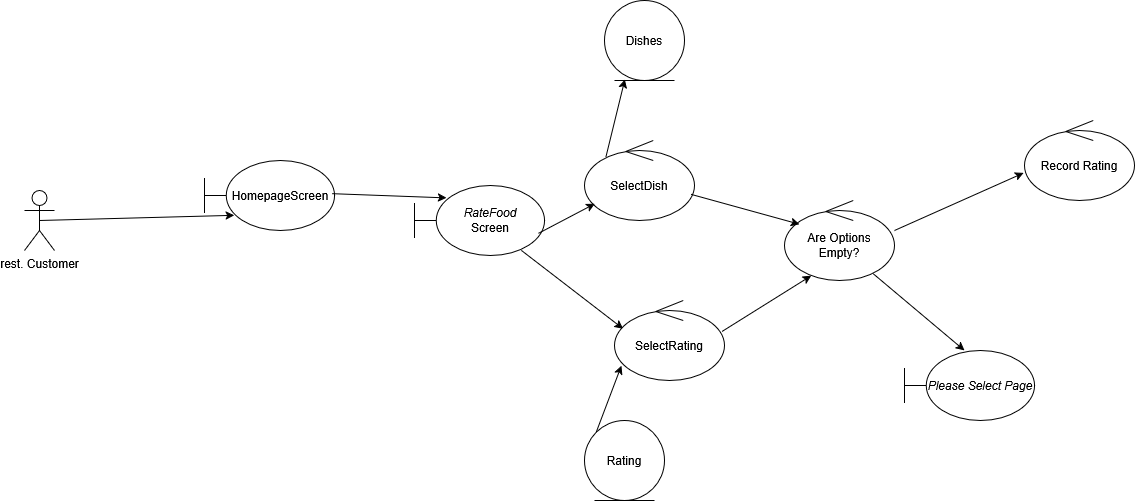 Dishes
SelectDish
Record Rating
HomepageScreen
RateFood
Screen
Are Options
Empty?
rest. Customer
SelectRating
Please Select Page
Rating